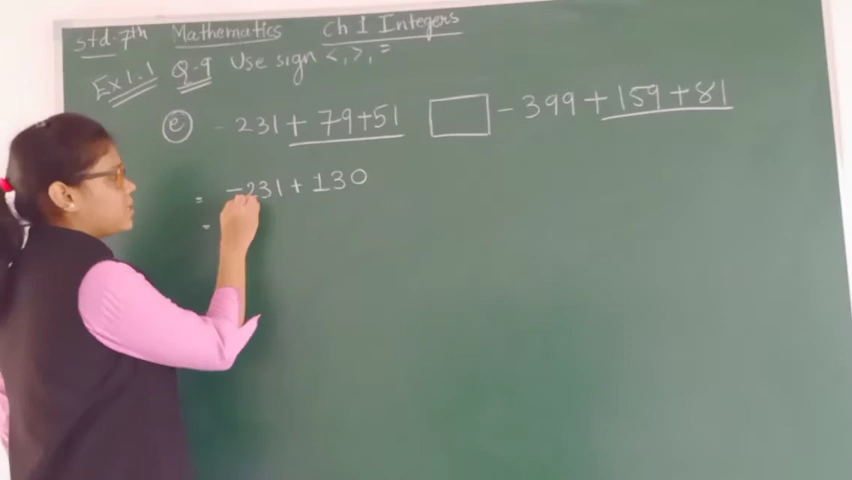 Std. 7th Mathematics Ch 1 Integers
Ex 1.1 Q-9 Use sign <, >, =
(e) - 231 + 79 + 51 □ - 399 + 159 + 81
= - 231 + 130
=